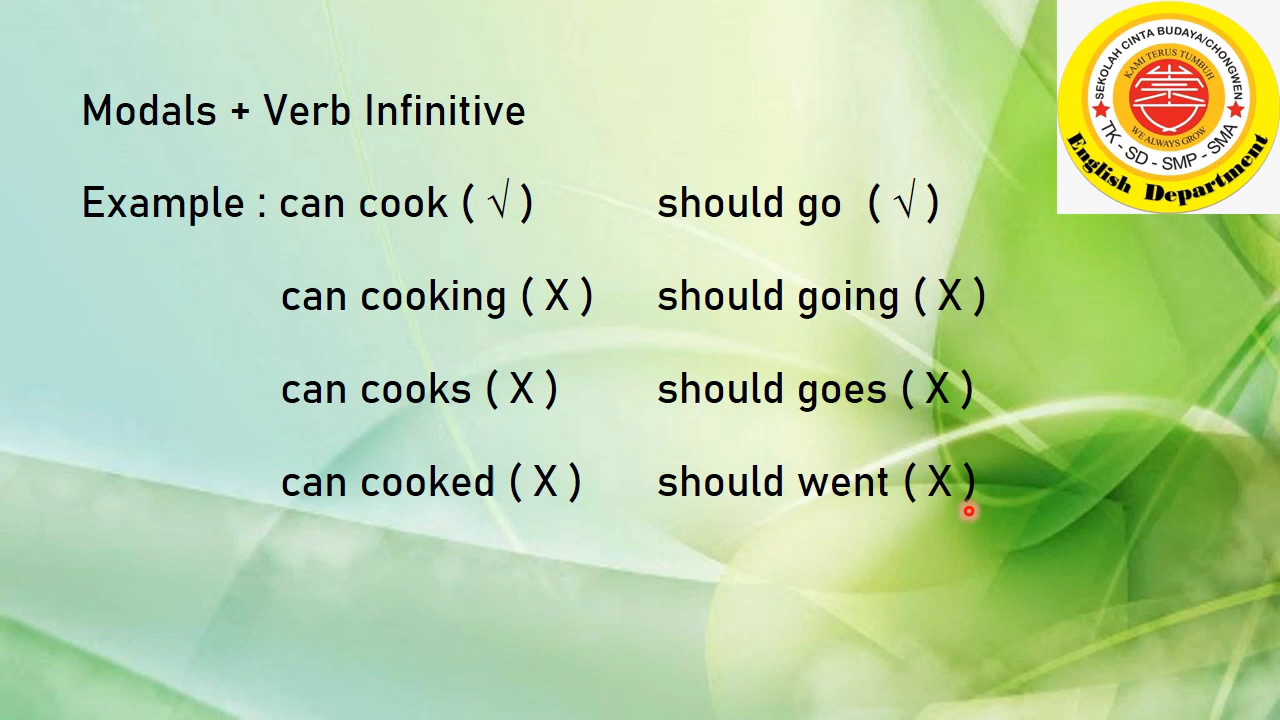 Modals + Verb Infinitive
Example : can cook ( √ ) should go ( √ )
can cooking ( X ) should going ( X )
can cooks ( X ) should goes ( X )
can cooked ( X ) should went ( X )
SEKOLAH CINTA BUDAYA/CHONGWEN
KAMI TERUS TUMBUH
WE ALWAYS GROW
TK - SD - SMP - SMA
English Department